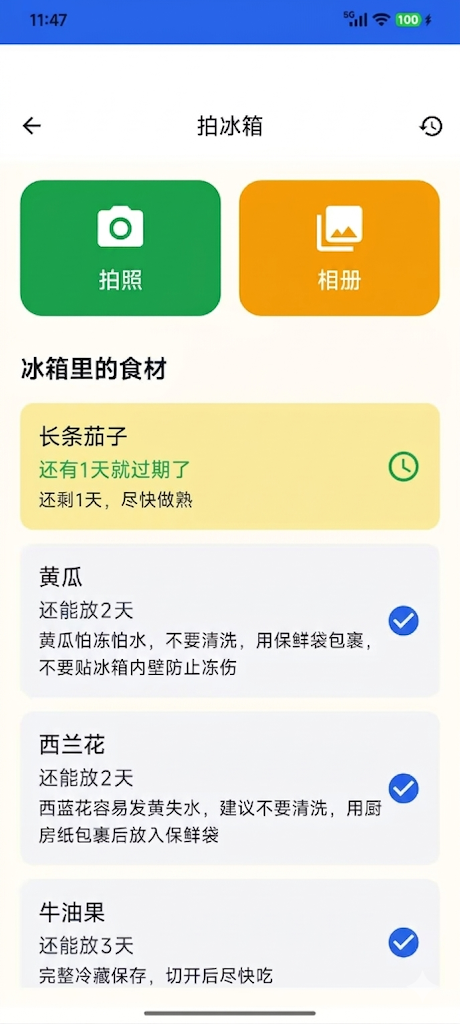 11:47
5G
100
拍冰箱
拍照
相册
冰箱里的食材
长条茄子
还有1天就过期了
还剩1天，尽快做熟
黄瓜
还能放2天
黄瓜怕冻怕水，不要清洗，用保鲜袋包裹，
不要贴冰箱内壁防止冻伤
西兰花
还能放2天
西蓝花容易发黄失水，建议不要清洗，用厨
房纸包裹后放入保鲜袋
牛油果
还能放3天
完整冷藏保存，切开后尽快吃